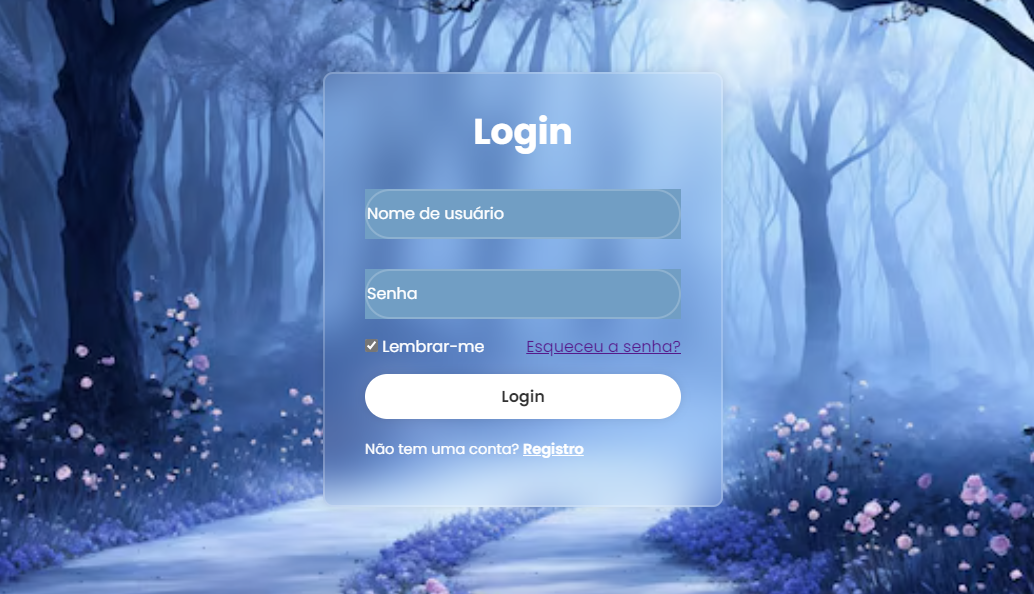 Login
Nome de usuário
Senha
Lembrar-me Esqueceu a senha?
Login
Não tem uma conta? Registro